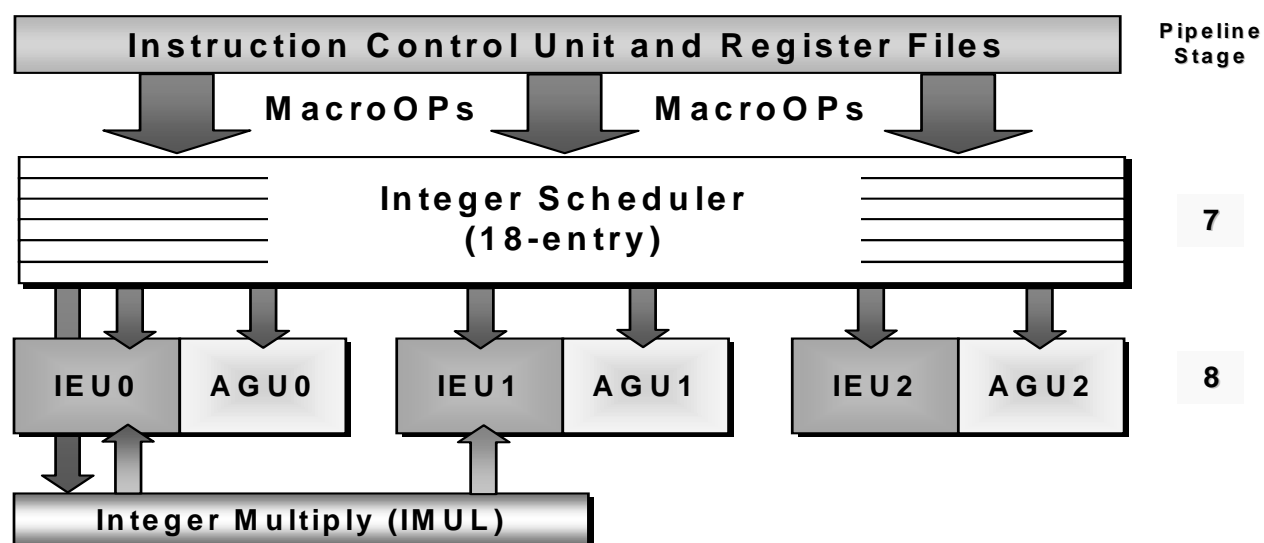 Instruction Control Unit and Register Files
Pipeline
Stage
MacroOPs
MacroOPs
Integer Scheduler
(18-entry)
7
IEU0
AGU0
IEU1
AGU1
IEU2
AGU2
8
Integer Multiply (IMUL)